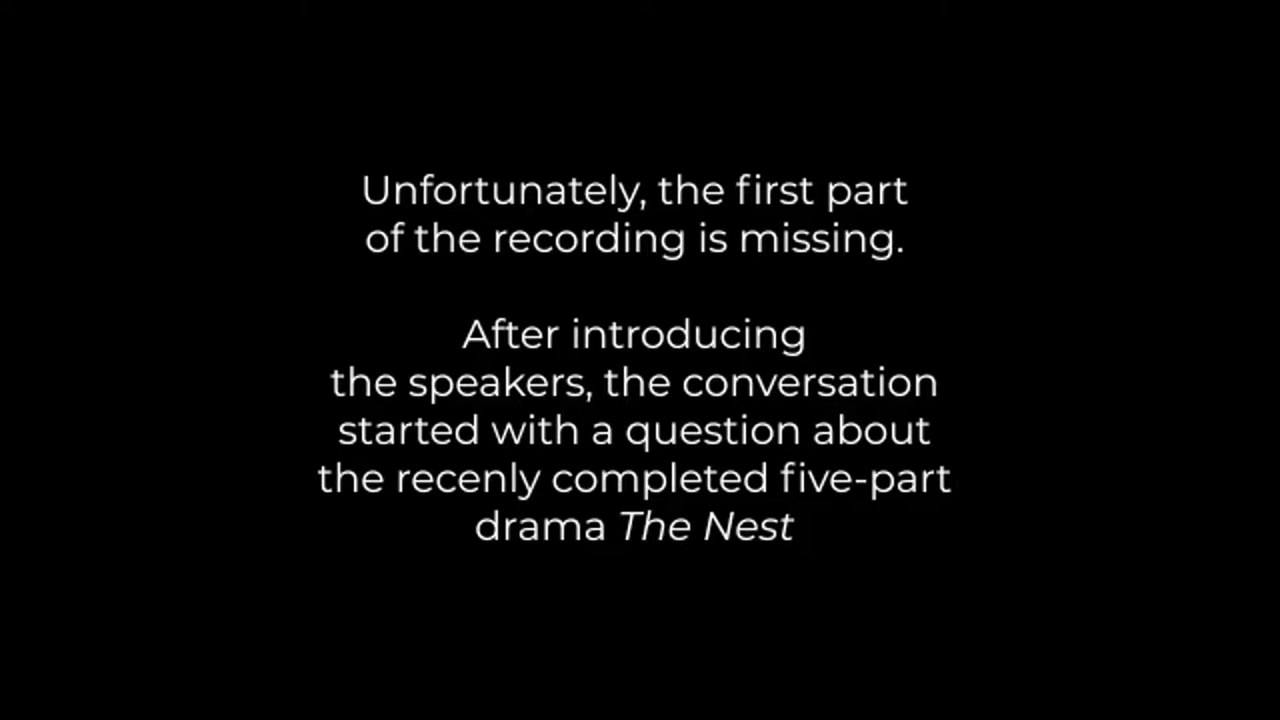 Unfortunately, the first part
of the recording is missing.
After introducing
the speakers, the conversation
started with a question about
the recenly completed five-part
drama The Nest